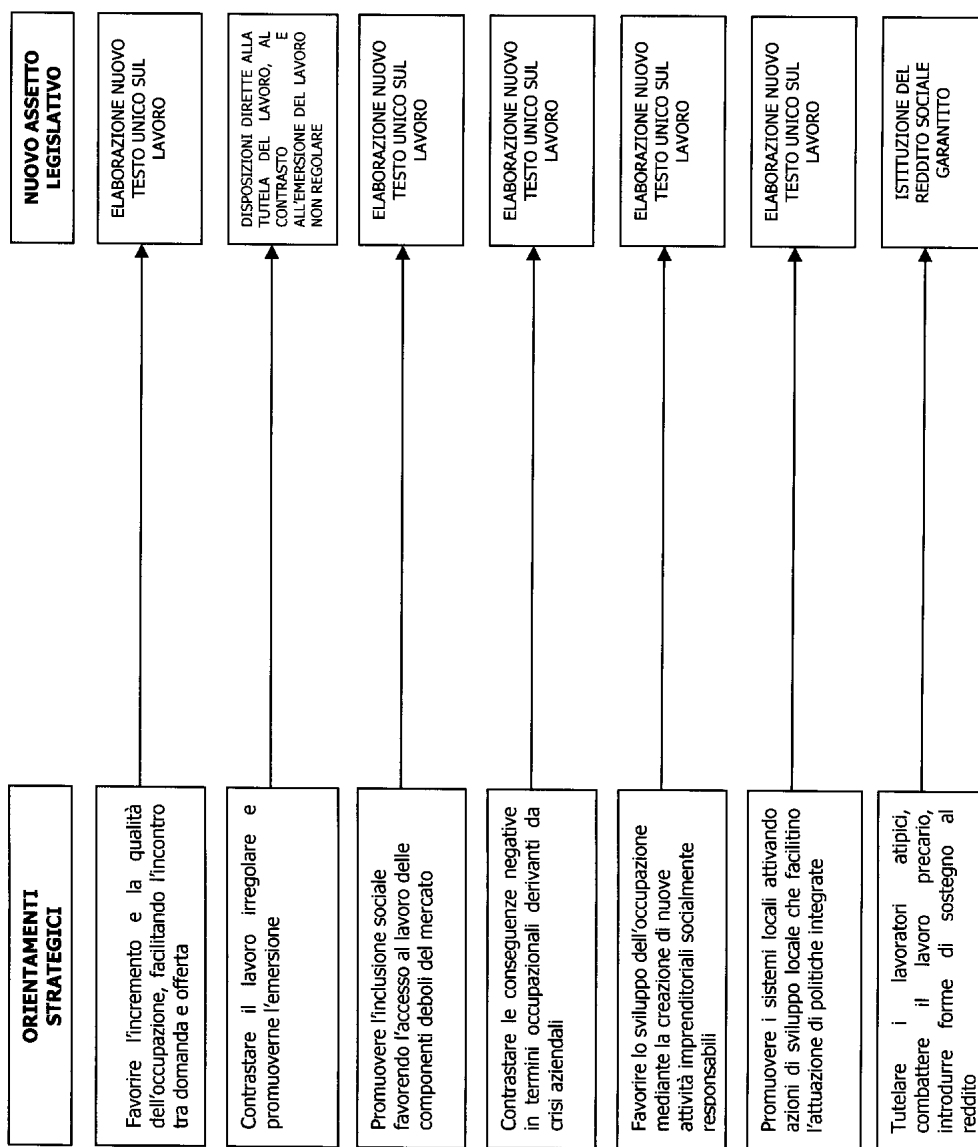 ORIENTAMENTI
STRATEGICI
NUOVO ASSETTO
LEGISLATIVO
Favorire l'incremento e la qualità
dell'occupazione, facilitando l'incontro
tra domanda e offerta
ELABORAZIONE NUOVO
TESTO UNICO SUL
LAVORO
Contrastare il lavoro irregolare e
promuoverne l'emersione
DISPOSIZIONI DIRETTE ALLA
TUTELA DEL LAVORO, AL
CONTRASTO E
ALL'EMERSIONE DEL LAVORO
NON REGOLARE
Promuovere l'inclusione sociale
favorendo l'accesso al lavoro delle
componenti deboli del mercato
ELABORAZIONE NUOVO
TESTO UNICO SUL
LAVORO
Contrastare le conseguenze negative
in termini occupazionali derivanti da
crisi aziendali
ELABORAZIONE NUOVO
TESTO UNICO SUL
LAVORO
Favorire lo sviluppo dell'occupazione
mediante la creazione di nuove
attività imprenditoriali socialmente
responsabili
ELABORAZIONE NUOVO
TESTO UNICO SUL
LAVORO
Promuovere i sistemi locali attivando
azioni di sviluppo locale che facilitino
l'attuazione di politiche integrate
ELABORAZIONE NUOVO
TESTO UNICO SUL
LAVORO
Tutelare i lavoratori atipici,
combattere il lavoro precario,
introdurre forme di sostegno al
reddito
ISTITUZIONE DEL
REDDITO SOCIALE
GARANTITO